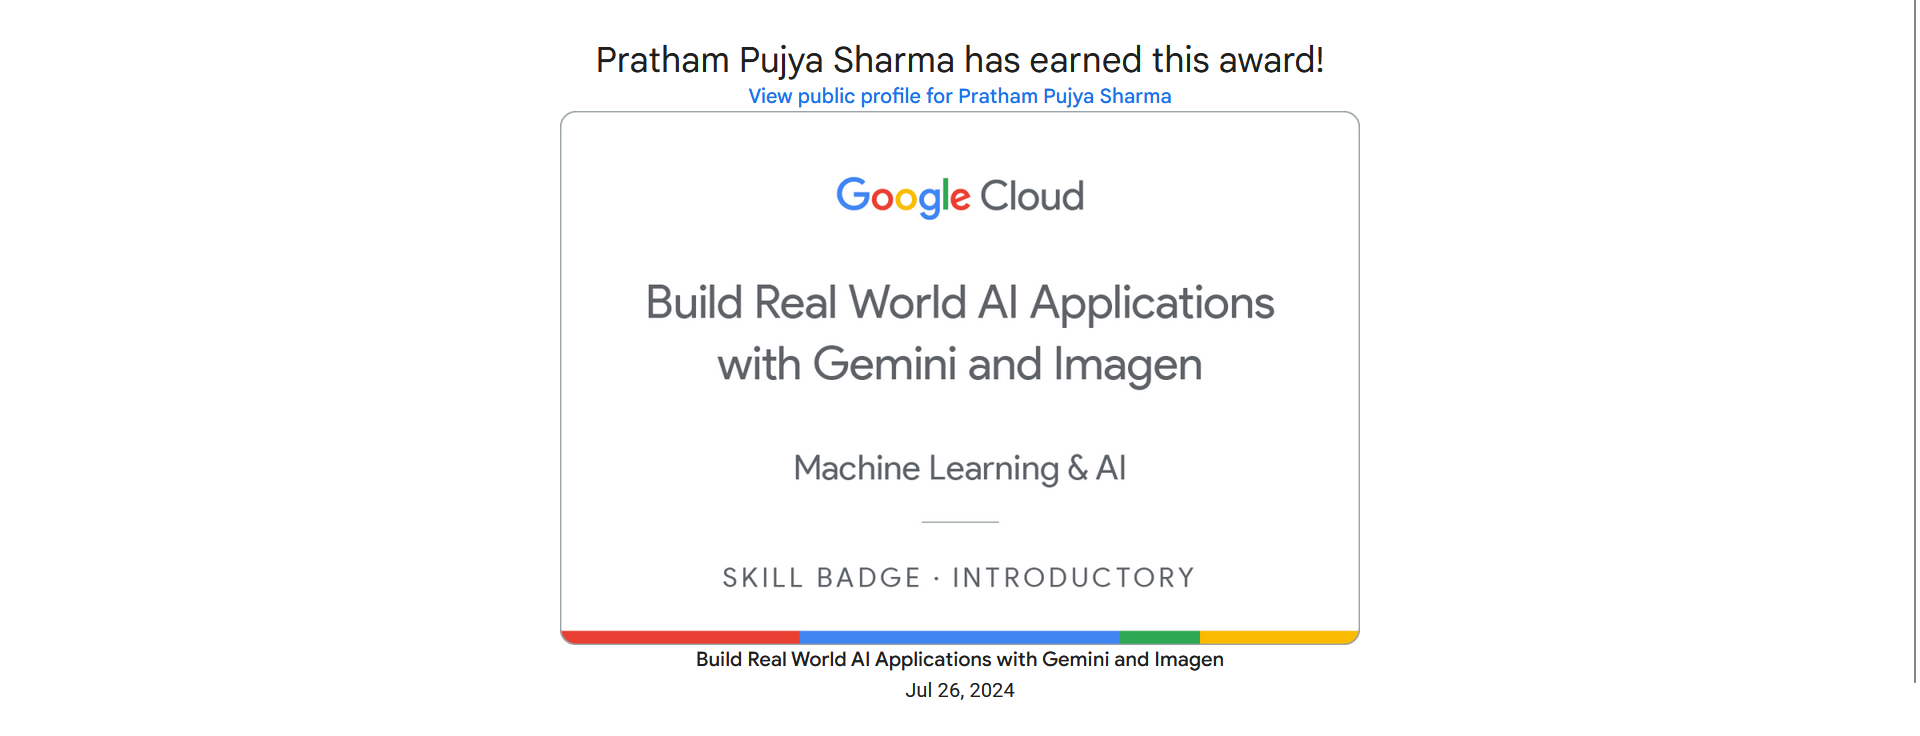 Pratham Pujya Sharma has earned this award!
View public profile for Pratham Pujya Sharma
Google Cloud
Build Real World AI Applications
with Gemini and Imagen
Machine Learning & AI
SKILL BADGE · INTRODUCTORY
Build Real World AI Applications with Gemini and Imagen
Jul 26, 2024